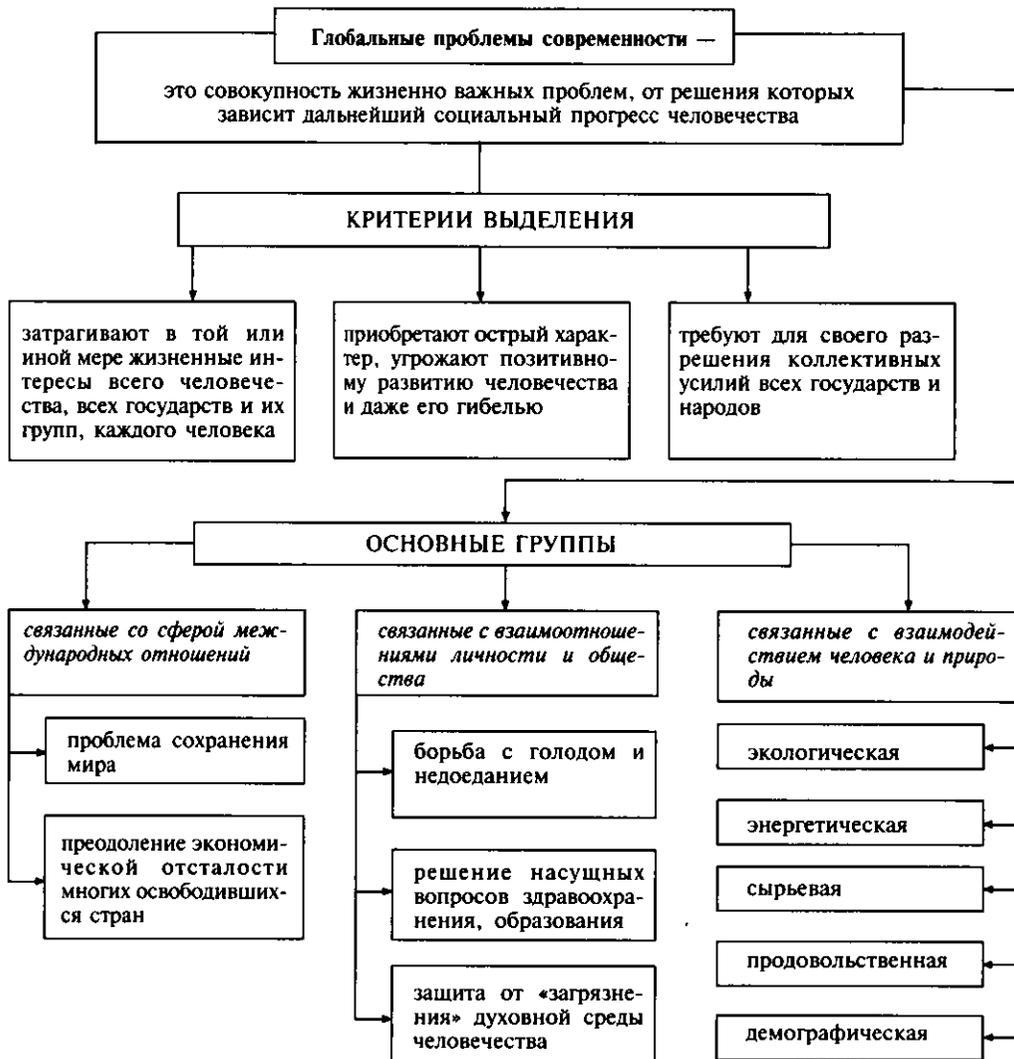 Глобальные проблемы современности —
это совокупность жизненно важных проблем, от решения которых
зависит дальнейший социальный прогресс человечества
КРИТЕРИИ ВЫДЕЛЕНИЯ
затрагивают в той или
иной мере жизненные ин-
тересы всего человече-
ства, всех государств и их
групп, каждого человека
приобретают острый харак-
тер, угрожают позитивно-
му развитию человечества
и даже его гибелью
требуют для своего раз-
решения коллективных
усилий всех государств и
народов
ОСНОВНЫЕ ГРУППЫ
связанные со сферой меж-
дународных отношений
проблема сохранения
мира
преодоление экономи-
ческой отсталости
многих освободивших-
ся стран
связанные с взаимоотноше-
ниями личности и обще-
ства
борьба с голодом и
недоеданием
решение насущных
вопросов здравоохра-
нения, образования
защита от «загрязне-
ния» духовной среды
человечества
связанные с взаимодей-
ствием человека и приро-
ды
экологическая
энергетическая
сырьевая
продовольственная
демографическая